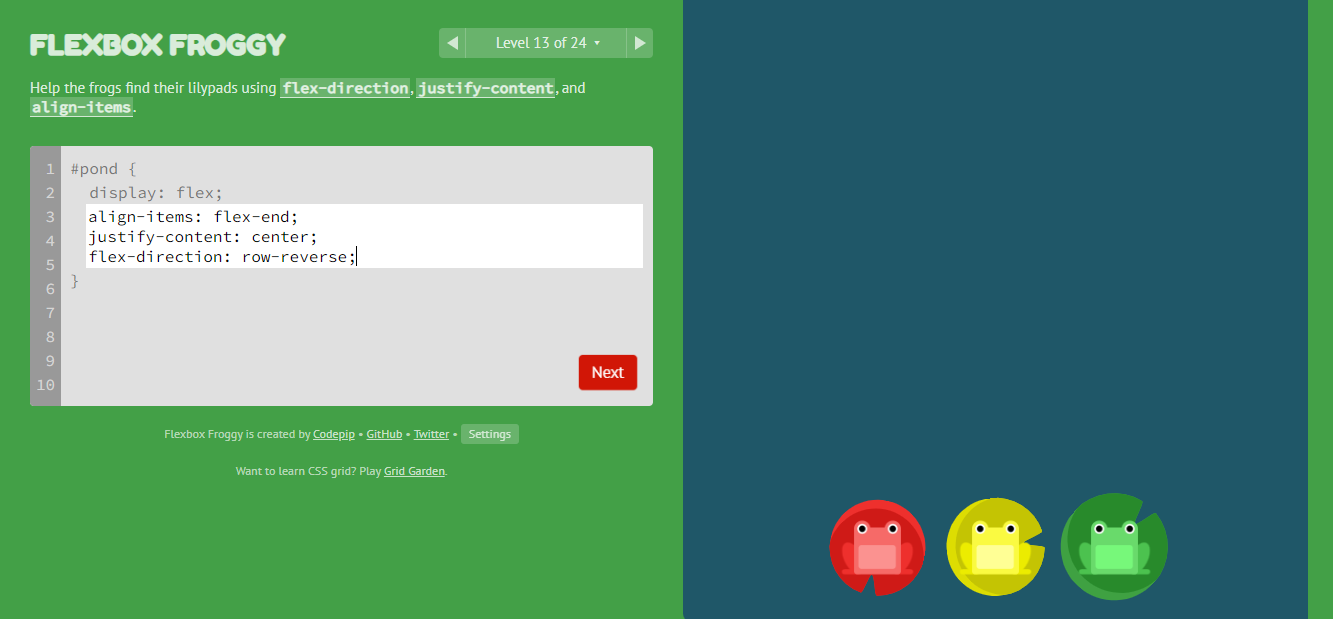 FLEXBOX FROGGY
Level 13 of 24
Help the frogs find their lilypads using flex-direction, justify-content, and
align-items.
1 #pond {
2 display: flex;
3 align-items: flex-end;
4 justify-content: center;
5 flex-direction: row-reverse;
6 }
7
8
9
10
Next
Flexbox Froggy is created by Codepip • GitHub • Twitter • Settings
Want to learn CSS grid? Play Grid Garden.